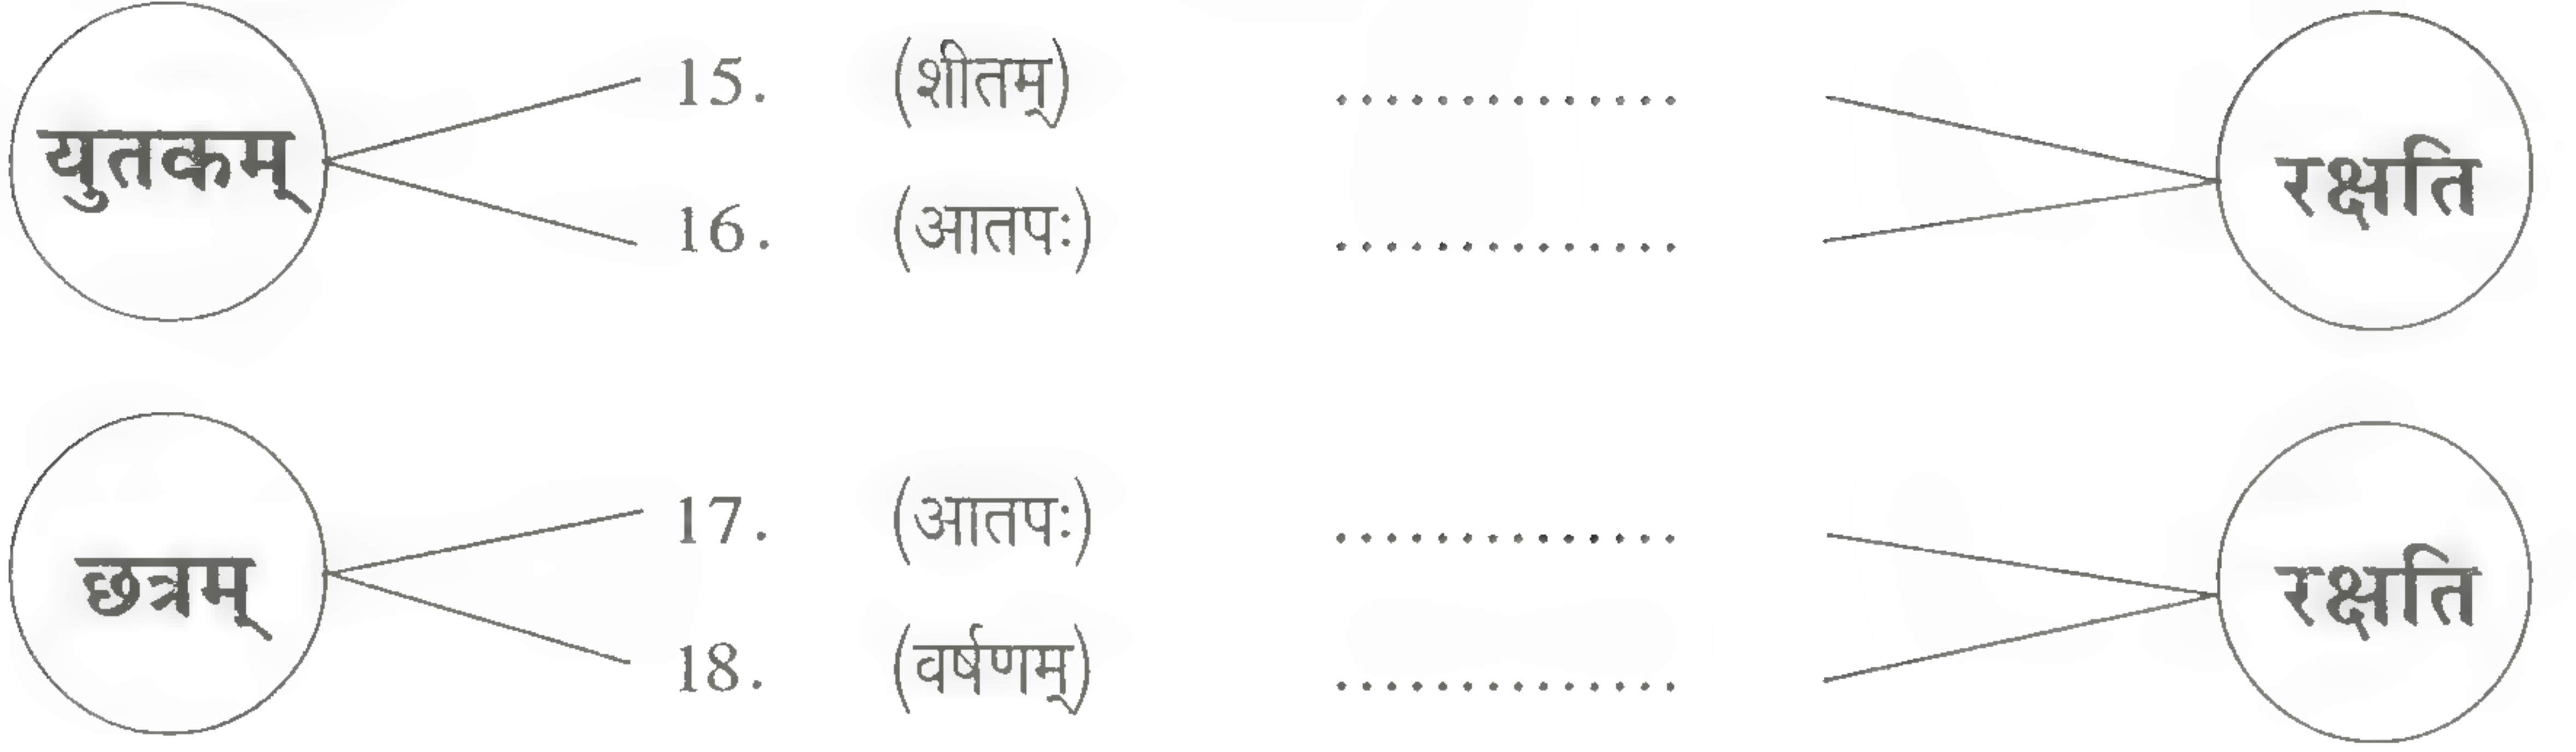 15. (शीतम्) ..............
युतकम् रक्षति
16. (आतपः) ..............
17. (आतपः) ..............
छत्रम् रक्षति
18. (वर्षणम्) ..............